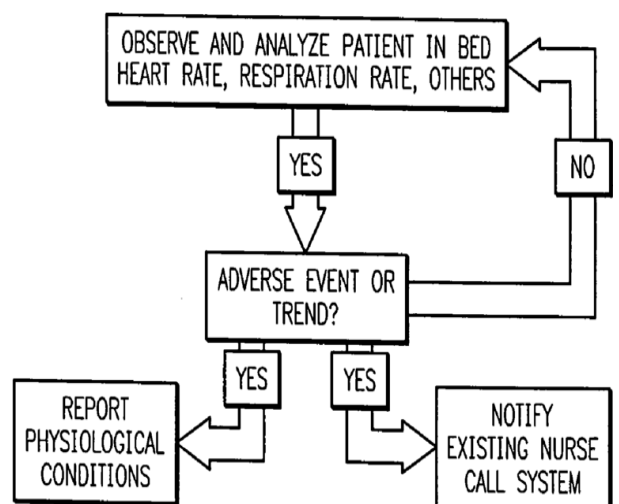 OBSERVE AND ANALYZE PATIENT IN BED
HEART RATE, RESPIRATION RATE, OTHERS
YES
NO
ADVERSE EVENT OR
TREND?
YES
YES
REPORT
PHYSIOLOGICAL
CONDITIONS
NOTIFY
EXISTING NURSE
CALL SYSTEM